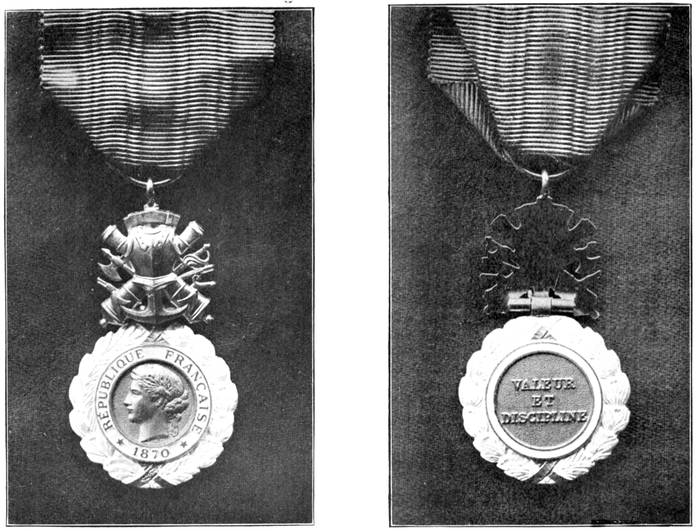 RÉPUBLIQUE FRANÇAISE
★ 1870 ★
VALEUR
ET
DISCIPLINE